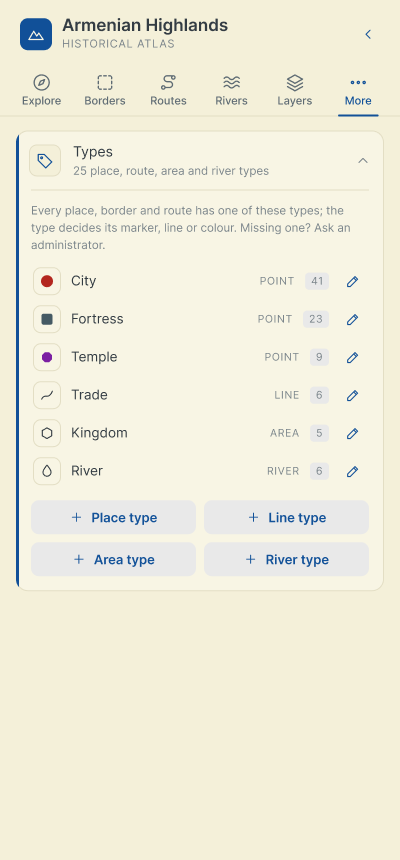 Armenian Highlands
HISTORICAL ATLAS
Explore
Borders
Routes
Rivers
Layers
More
Types
25 place, route, area and river types
Every place, border and route has one of these types; the
type decides its marker, line or colour. Missing one? Ask an
administrator.
City POINT 41
Fortress POINT 23
Temple POINT 9
Trade LINE 6
Kingdom AREA 5
River RIVER 6
+ Place type
+ Line type
+ Area type
+ River type